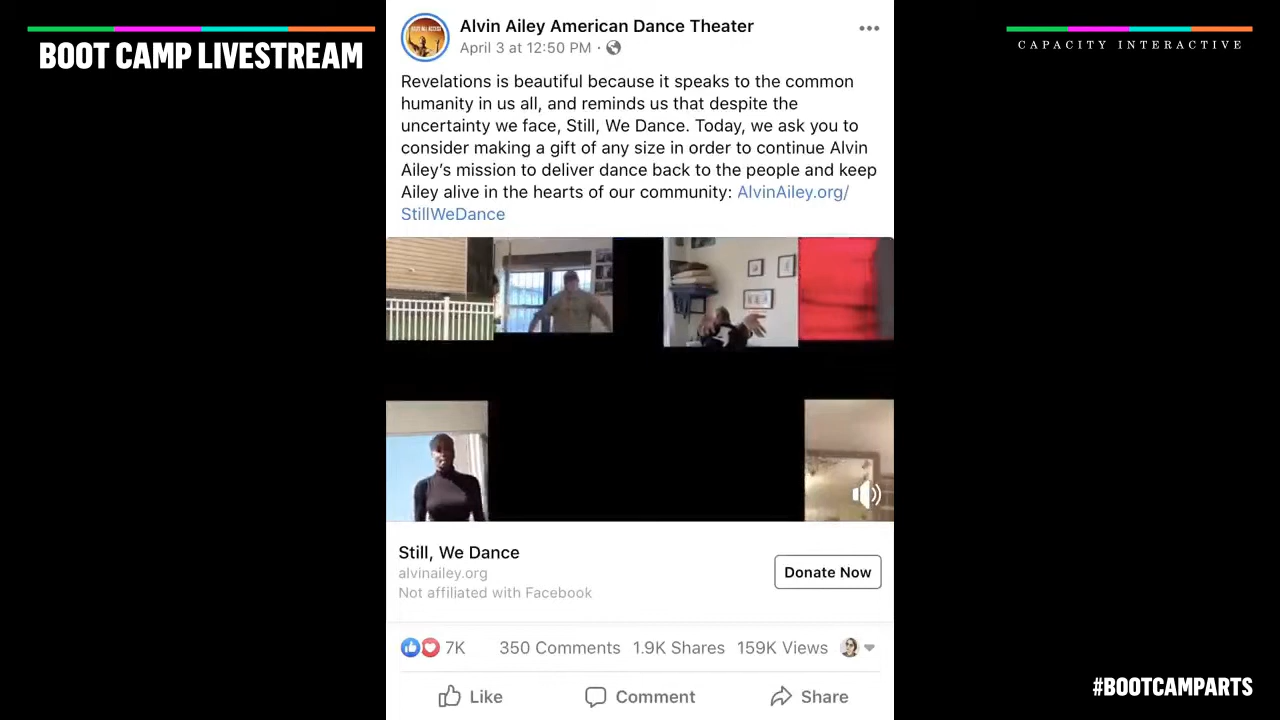 BOOT CAMP LIVESTREAM
CAPACITY INTERACTIVE
Alvin Ailey American Dance Theater
April 3 at 12:50 PM ·
Revelations is beautiful because it speaks to the common
humanity in us all, and reminds us that despite the
uncertainty we face, Still, We Dance. Today, we ask you to
consider making a gift of any size in order to continue Alvin
Ailey’s mission to deliver dance back to the people and keep
Ailey alive in the hearts of our community: AlvinAiley.org/
StillWeDance
Still, We Dance
alvinailey.org
Not affiliated with Facebook
Donate Now
7K 350 Comments 1.9K Shares 159K Views
Like Comment Share
#BOOTCAMPARTS